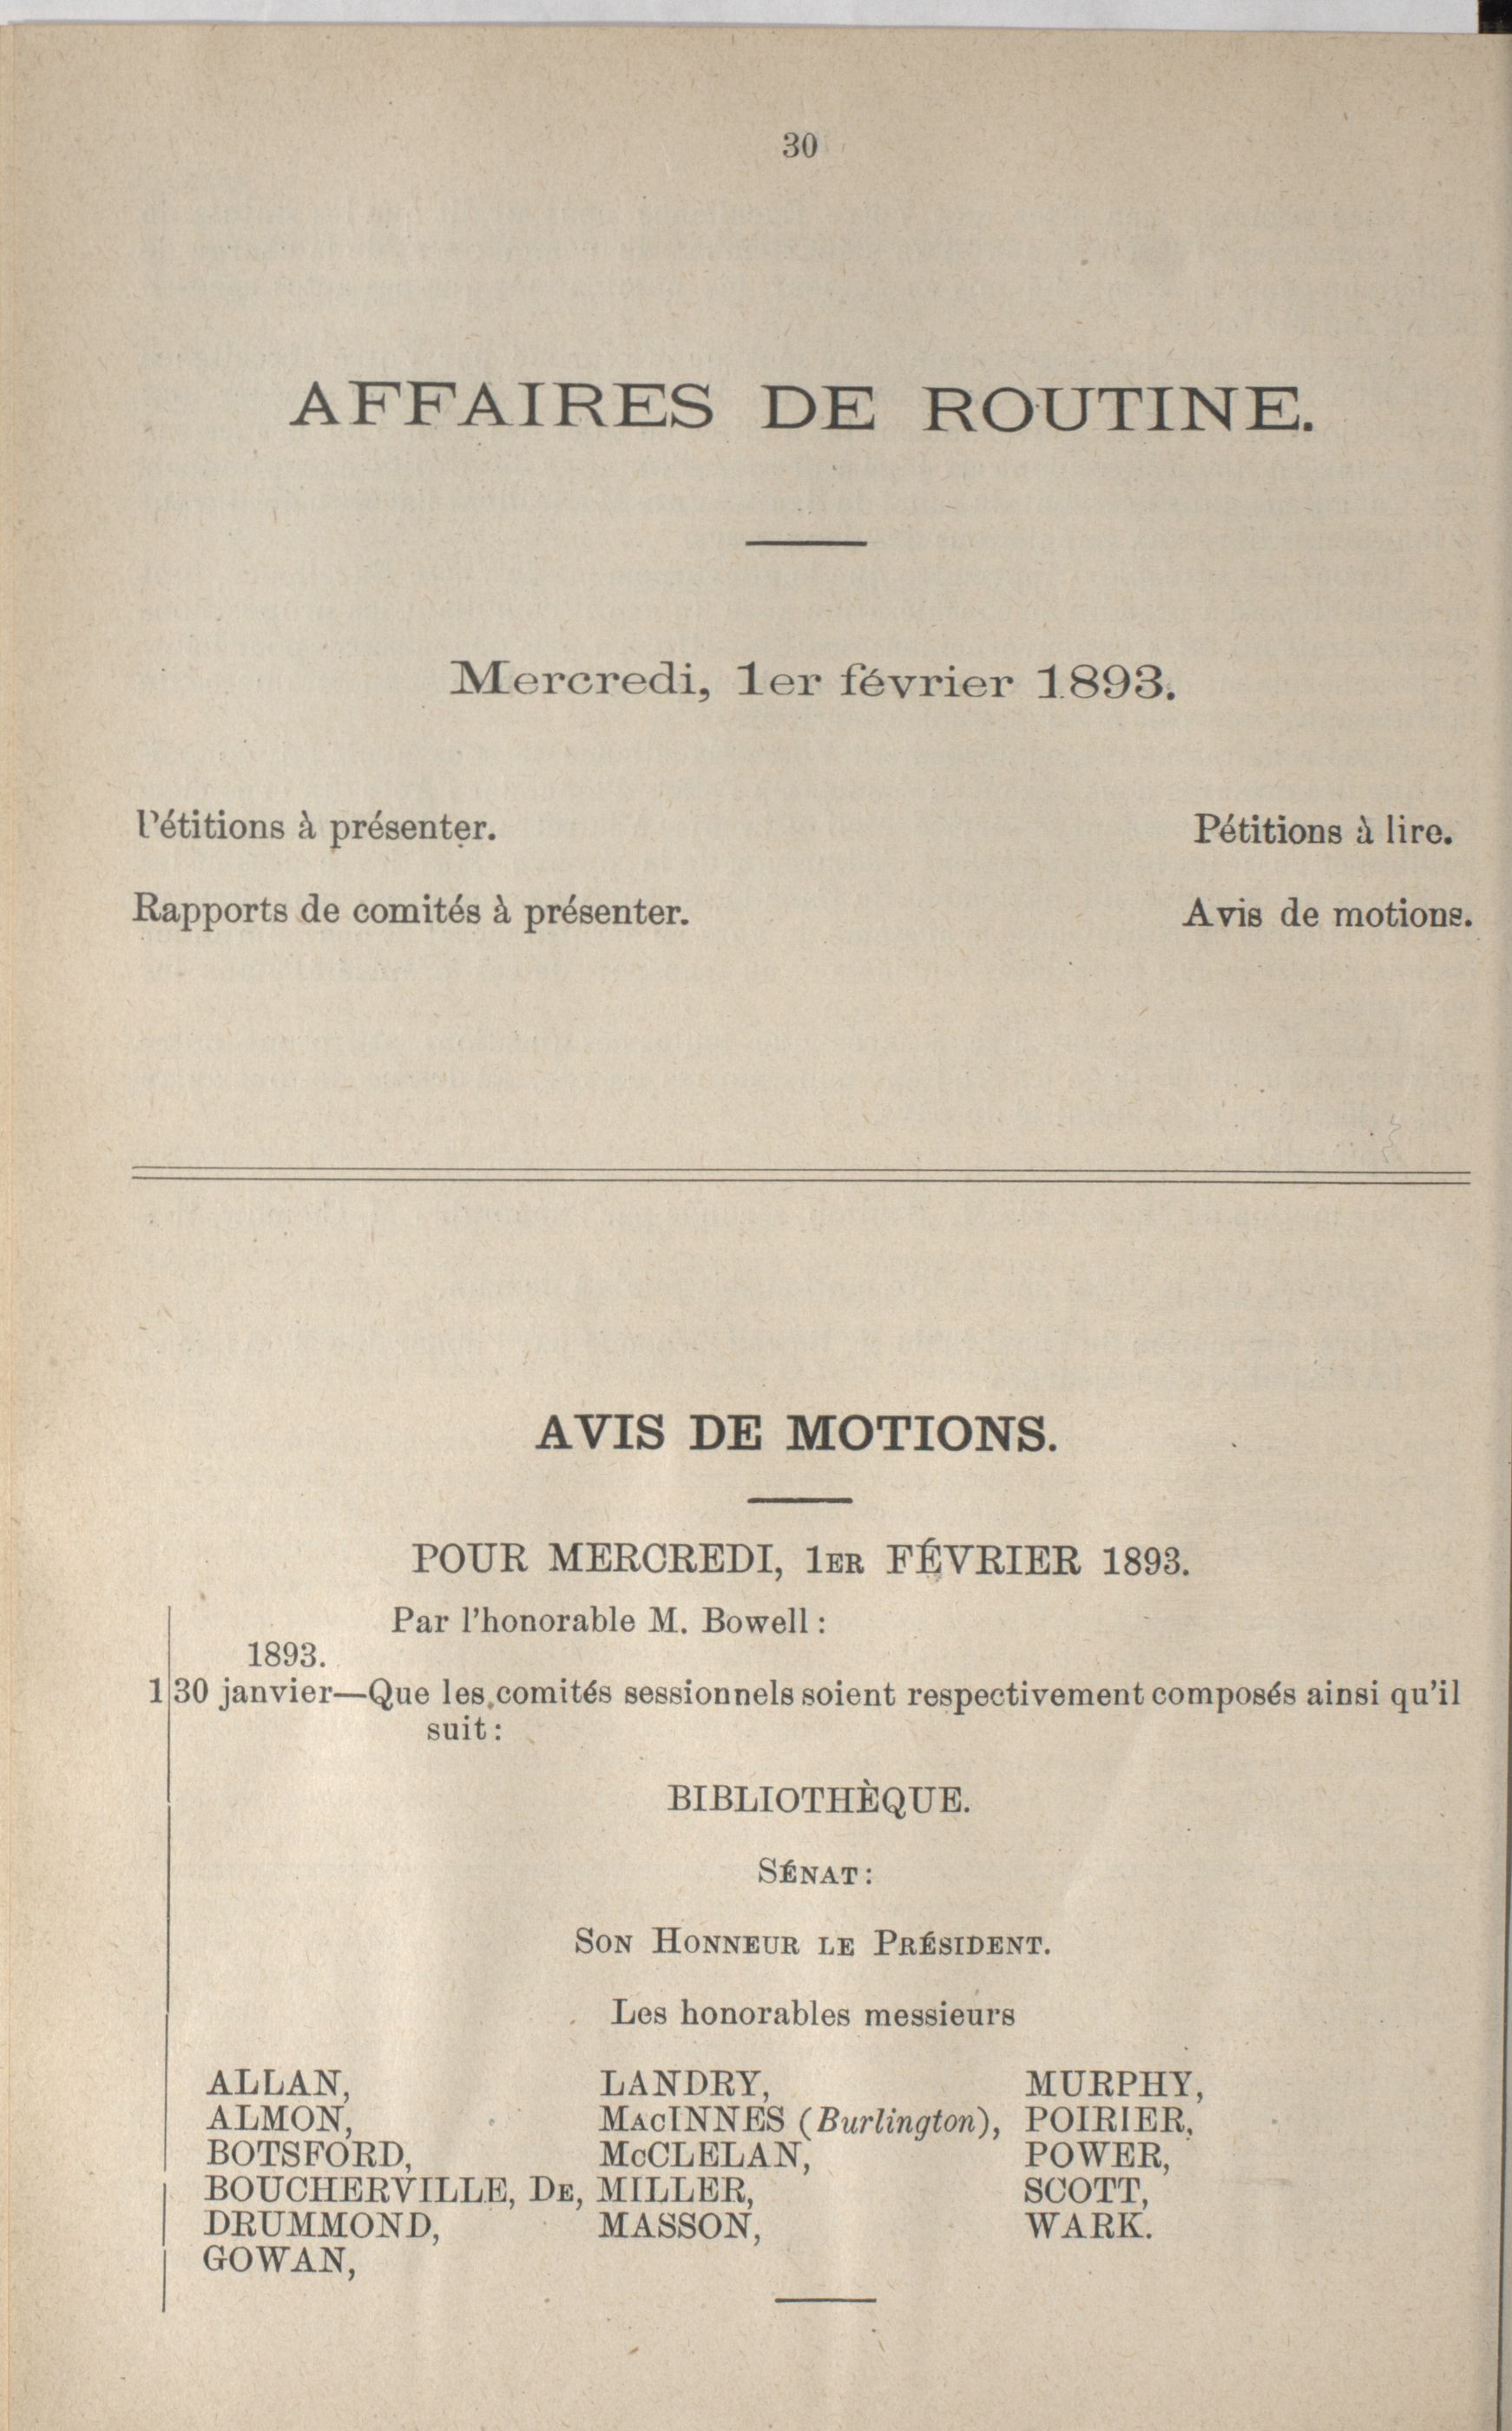 30
AFFAIRES DE ROUTINE.
Mercredi, 1er février 1893.
Pétitions à présenter. Pétitions à lire.
Rapports de comités à présenter. Avis de motions.
AVIS DE MOTIONS.
POUR MERCREDI, 1ER FÉVRIER 1893.
Par l'honorable M. Bowell :
1893.
1|30 janvier—Que les comités sessionnels soient respectivement composés ainsi qu'il
suit :
BIBLIOTHÈQUE.
SÉNAT :
SON HONNEUR LE PRÉSIDENT.
Les honorables messieurs
ALLAN, LANDRY, MURPHY,
ALMON, MACINNES (Burlington), POIRIER,
BOTSFORD, MCCLELAN, POWER,
BOUCHERVILLE, DE, MILLER, SCOTT,
DRUMMOND, MASSON, WARK.
GOWAN,